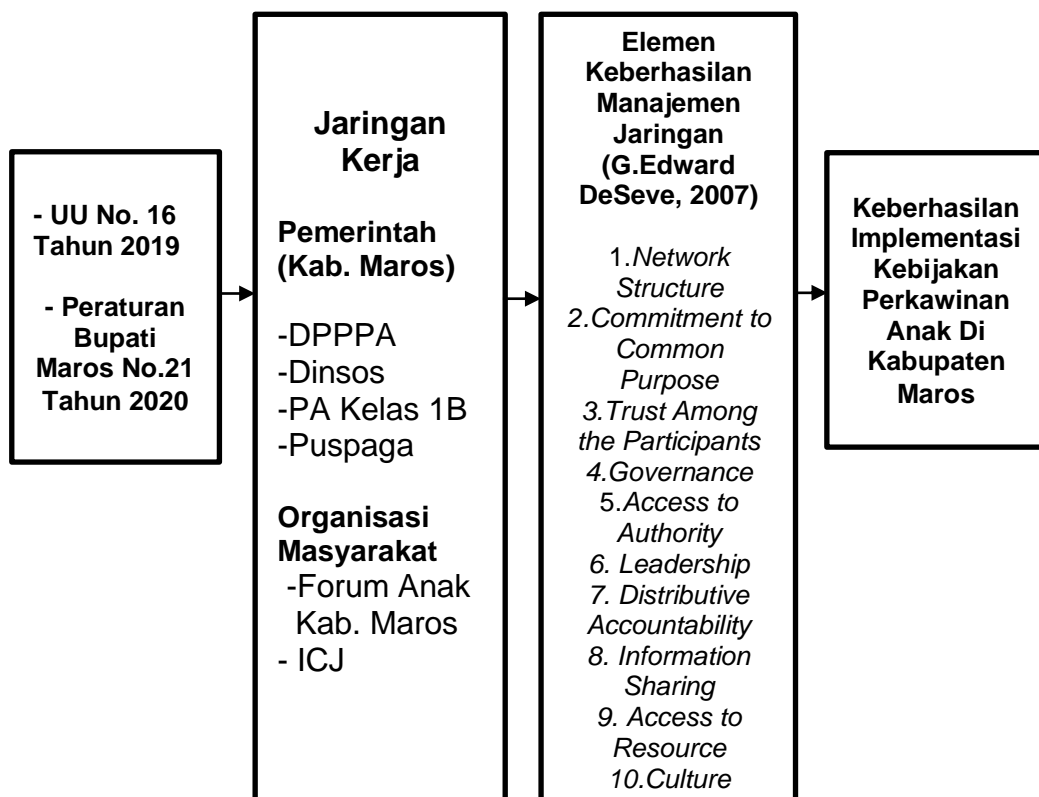 - UU No. 16
Tahun 2019
- Peraturan
Bupati
Maros No.21
Tahun 2020
Jaringan
Kerja
Pemerintah
(Kab. Maros)
-DPPPA
-Dinsos
-PA Kelas 1B
-Puspaga
Organisasi
Masyarakat
-Forum Anak
Kab. Maros
- ICJ
Elemen
Keberhasilan
Manajemen
Jaringan
(G.Edward
DeSeve, 2007)
1.Network
Structure
2.Commitment to
Common
Purpose
3.Trust Among
the Participants
4.Governance
5.Access to
Authority
6. Leadership
7. Distributive
Accountability
8. Information
Sharing
9. Access to
Resource
10.Culture
Keberhasilan
Implementasi
Kebijakan
Perkawinan
Anak Di
Kabupaten
Maros